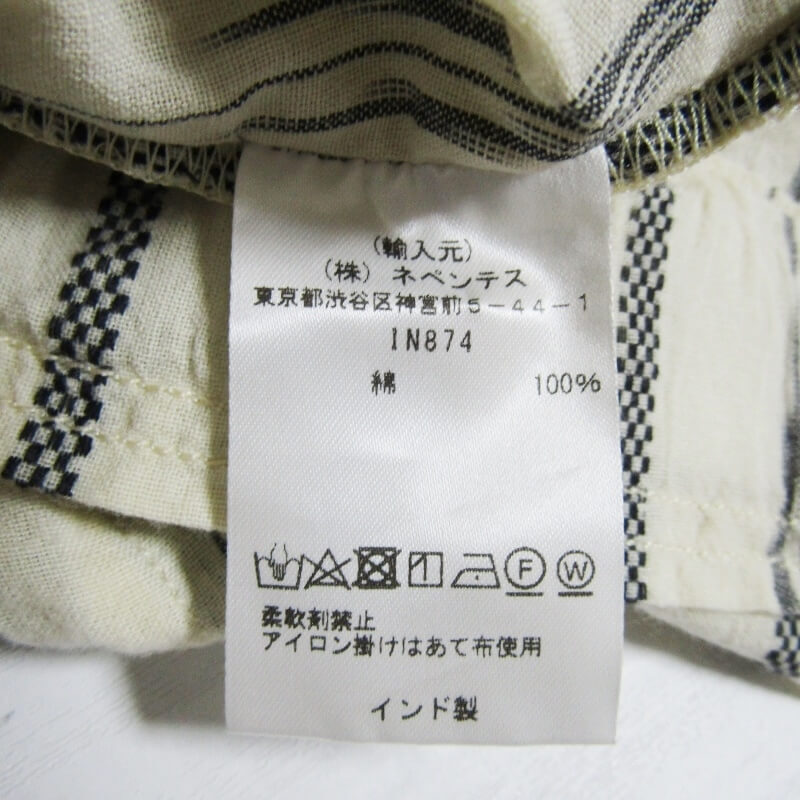 (輸入元)
(株) ネペンテス
東京都渋谷区神宮前5-44-1
IN874
綿 100%
F W
柔軟剤禁止
アイロン掛けはあて布使用
インド製